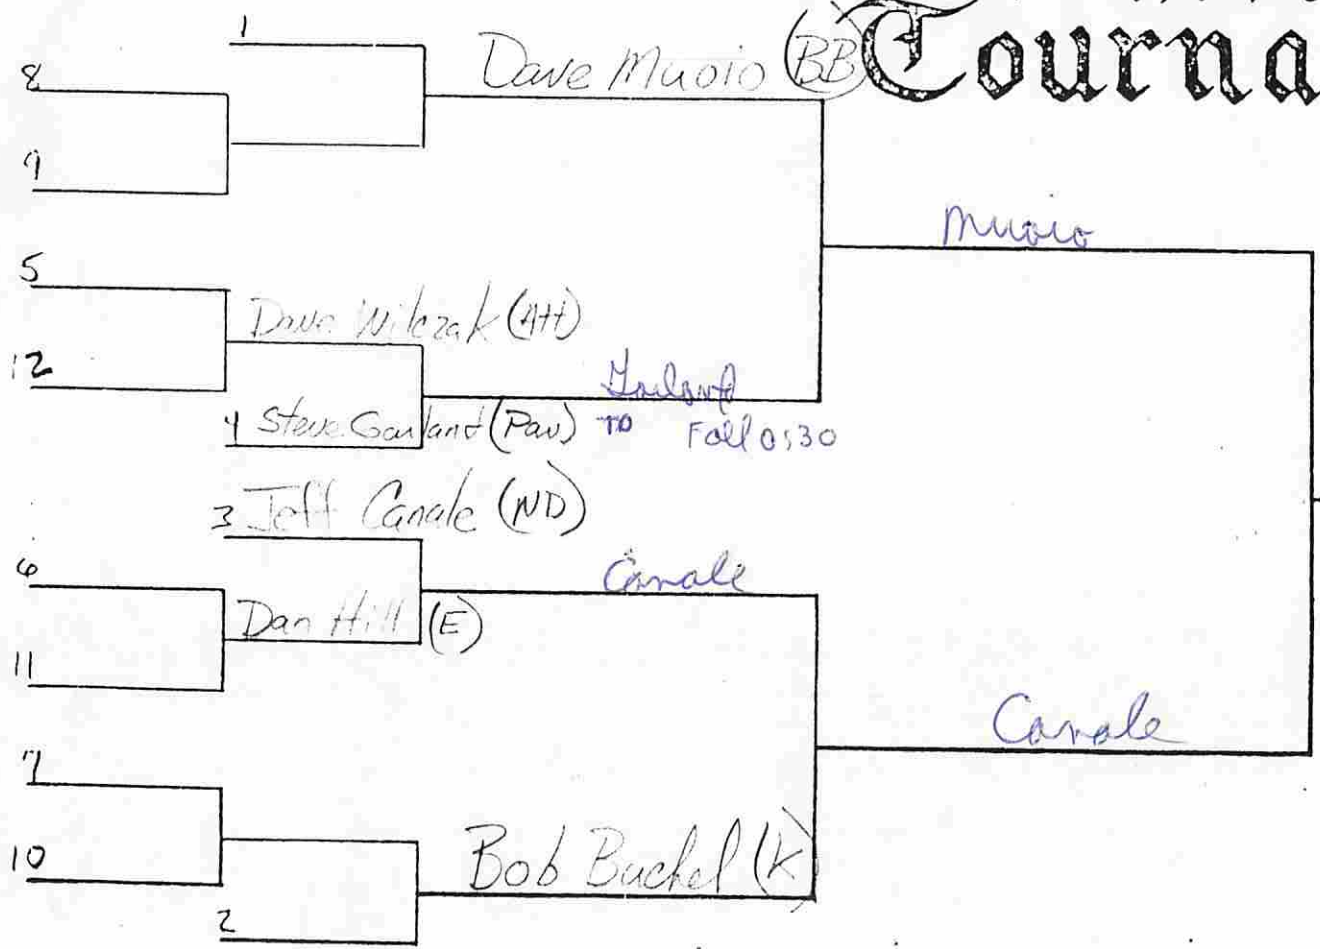 1
Dave Muoio (BB)
Tourna
8
9
Muoio
5
Dave Wilczak (Att)
12
Garland
4 Steve Garland (Pav) TO Fall 0:30
3 Jeff Canale (ND)
6
Canale
Dan Hill (E)
11
Canale
7
10
Bob Buchel (K)
2